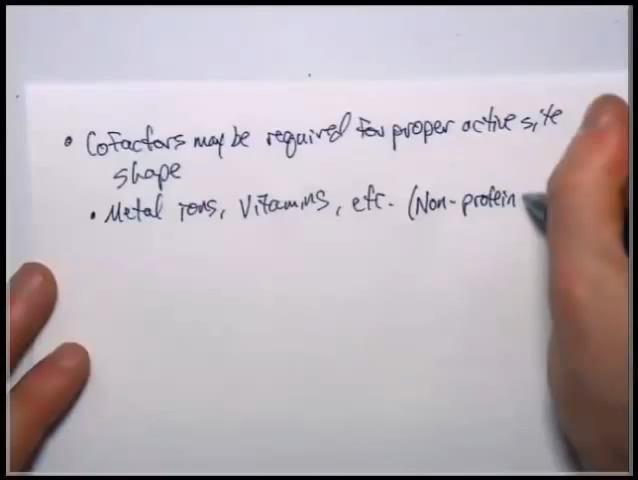 • Cofactors may be required for proper active site
shape
• Metal ions, Vitamins, etc. (Non-protein